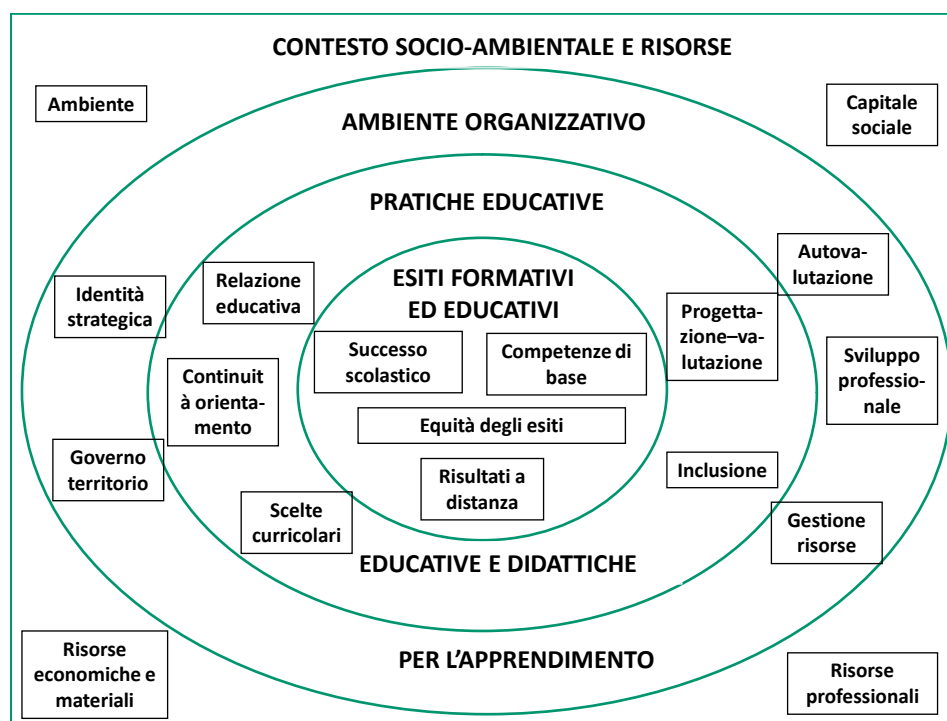 CONTESTO SOCIO-AMBIENTALE E RISORSE
Ambiente
Capitale
sociale
AMBIENTE ORGANIZZATIVO
PRATICHE EDUCATIVE
Autova-
lutazione
Relazione
educativa
ESITI FORMATIVI
ED EDUCATIVI
Identità
strategica
Progetta-
zione–va-
lutazione
Successo
scolastico
Competenze di
base
Sviluppo
professio-
nale
Continuit
à orienta-
mento
Equità degli esiti
Governo
territorio
Risultati a
distanza
Inclusione
Scelte
curricolari
Gestione
risorse
EDUCATIVE E DIDATTICHE
Risorse
economiche e
materiali
PER L’APPRENDIMENTO
Risorse
professionali